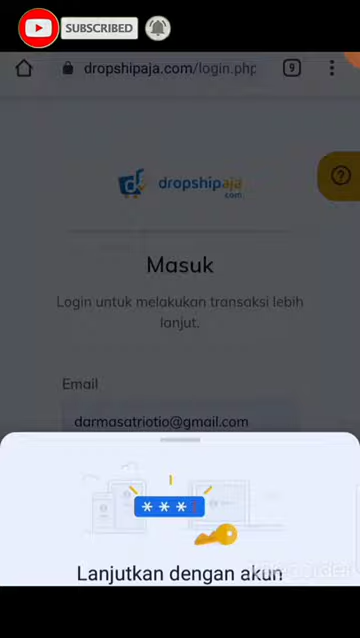 SUBSCRIBED
dropshipaja.com/login.php
9
dropshipaja
.com
Masuk
Login untuk melakukan transaksi lebih
lanjut.
Email
darmasatriotio@gmail.com
***
Lanjutkan dengan akun